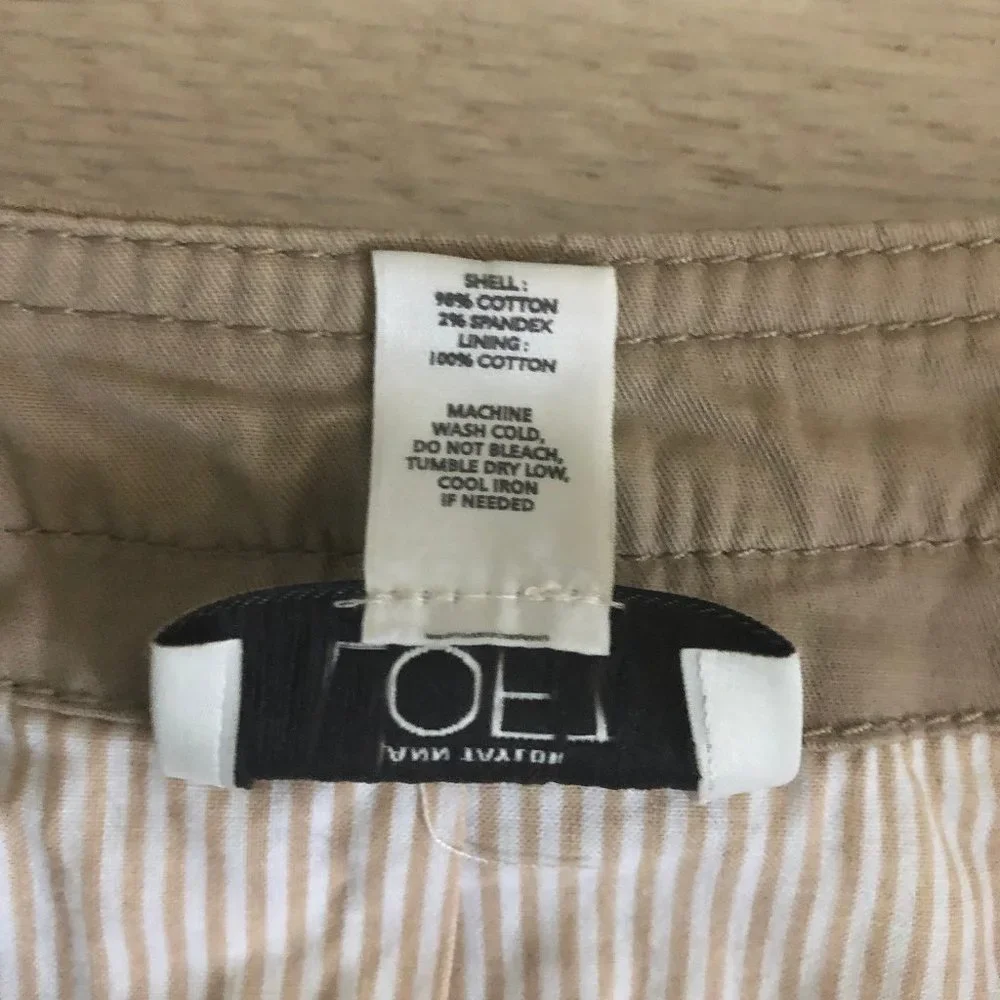 SHELL :
98% COTTON
2% SPANDEX
LINING :
100% COTTON
MACHINE
WASH COLD,
DO NOT BLEACH,
TUMBLE DRY LOW,
COOL IRON
IF NEEDED
ANN TAYLOR
LOFT